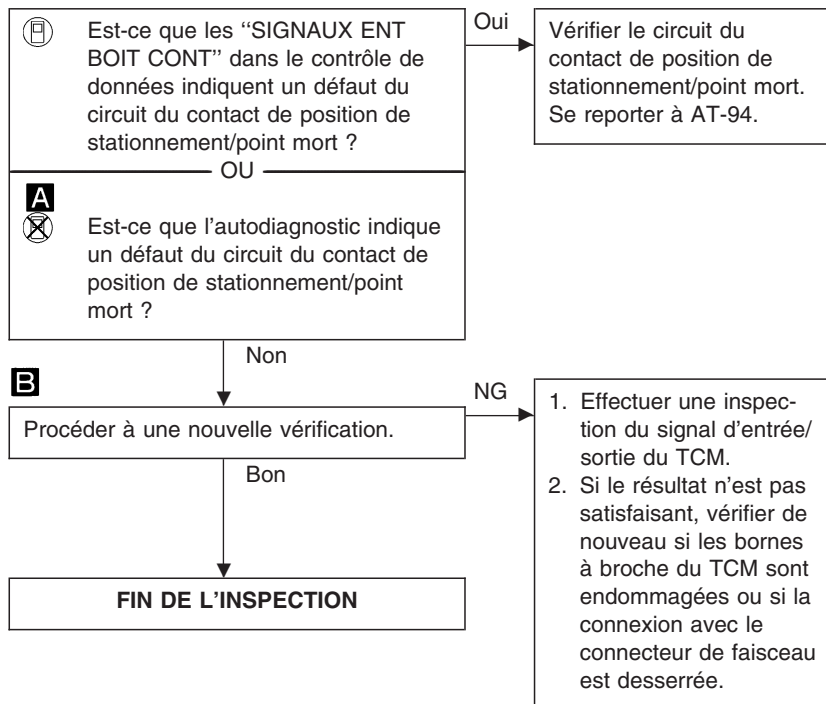 Est-ce que les “SIGNAUX ENT
BOIT CONT” dans le contrôle de
données indiquent un défaut du
circuit du contact de position de
stationnement/point mort ?
Oui
Vérifier le circuit du
contact de position de
stationnement/point mort.
Se reporter à AT-94.
OU
A
Est-ce que l’autodiagnostic indique
un défaut du circuit du contact de
position de stationnement/point
mort ?
Non
B
Procéder à une nouvelle vérification.
NG
1. Effectuer une inspec-
tion du signal d’entrée/
sortie du TCM.
2. Si le résultat n’est pas
satisfaisant, vérifier de
nouveau si les bornes
à broche du TCM sont
endommagées ou si la
connexion avec le
connecteur de faisceau
est desserrée.
Bon
FIN DE L’INSPECTION